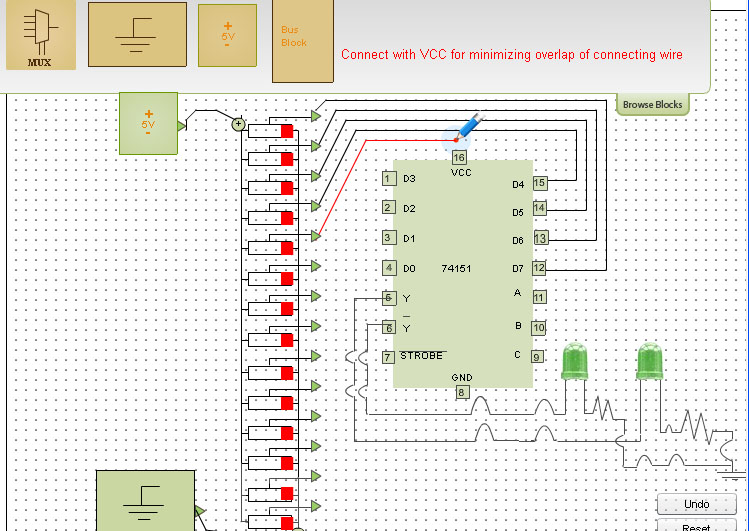 MUX
+
5V
-
Bus
Block
Connect with VCC for minimizing overlap of connecting wire
Browse Blocks
+
5V
-
+
16
VCC
1 D3
D4 15
2 D2
D5 14
3 D1
D6 13
4 D0
74151
D7 12
5 Y
A 11
6 Y
B 10
7 STROBE
C 9
GND
8
Undo
Reset